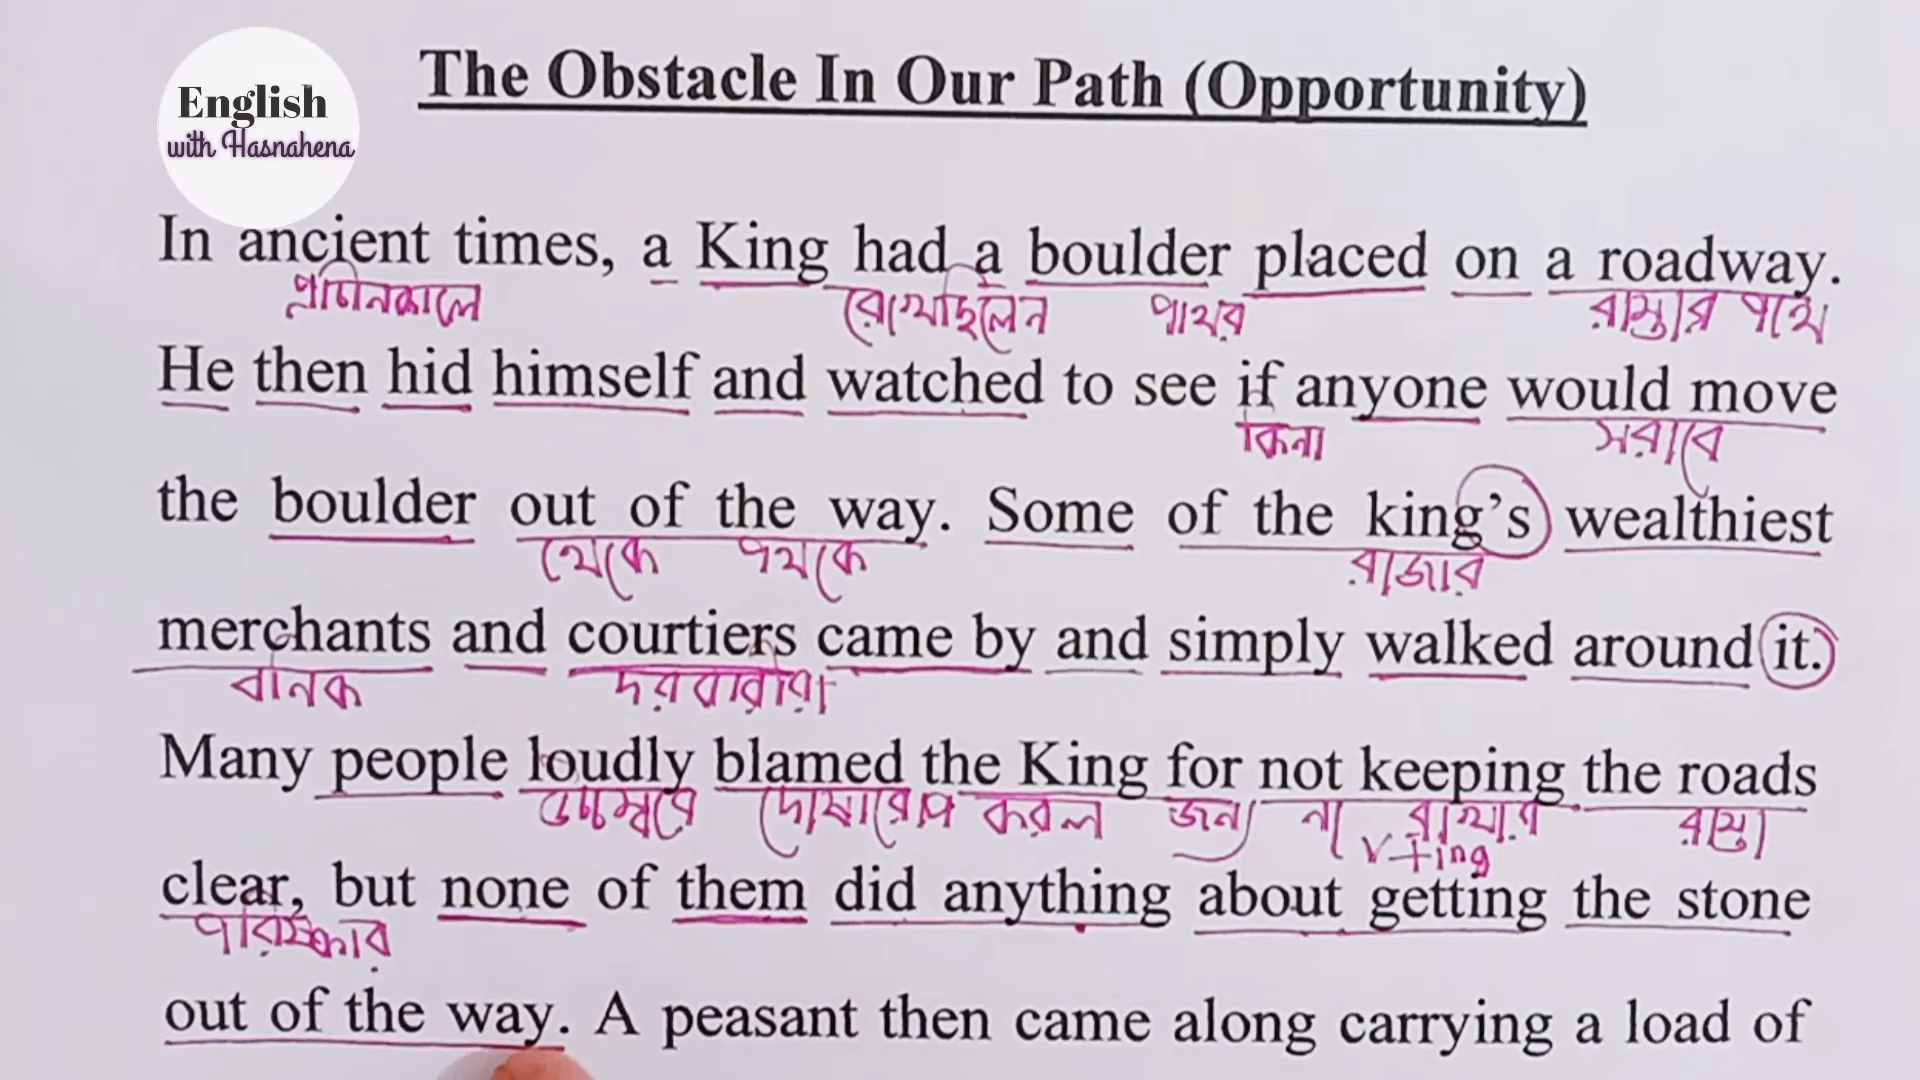 English
with Hasnahena
The Obstacle In Our Path (Opportunity)
In ancient times, a King had a boulder placed on a roadway.
প্রাচীনকালে রেখেছিলেন পাথর রাস্তার পথে
He then hid himself and watched to see if anyone would move
কিনা সরাবে
the boulder out of the way. Some of the king's wealthiest
থেকে পথকে রাজার
merchants and courtiers came by and simply walked around it.
বনিক দরবারীরা
Many people loudly blamed the King for not keeping the roads
উচ্চস্বরে দোষারোপ করল জন্য না রাখার রাস্তা
V+ing
clear, but none of them did anything about getting the stone
পরিষ্কার
out of the way. A peasant then came along carrying a load of